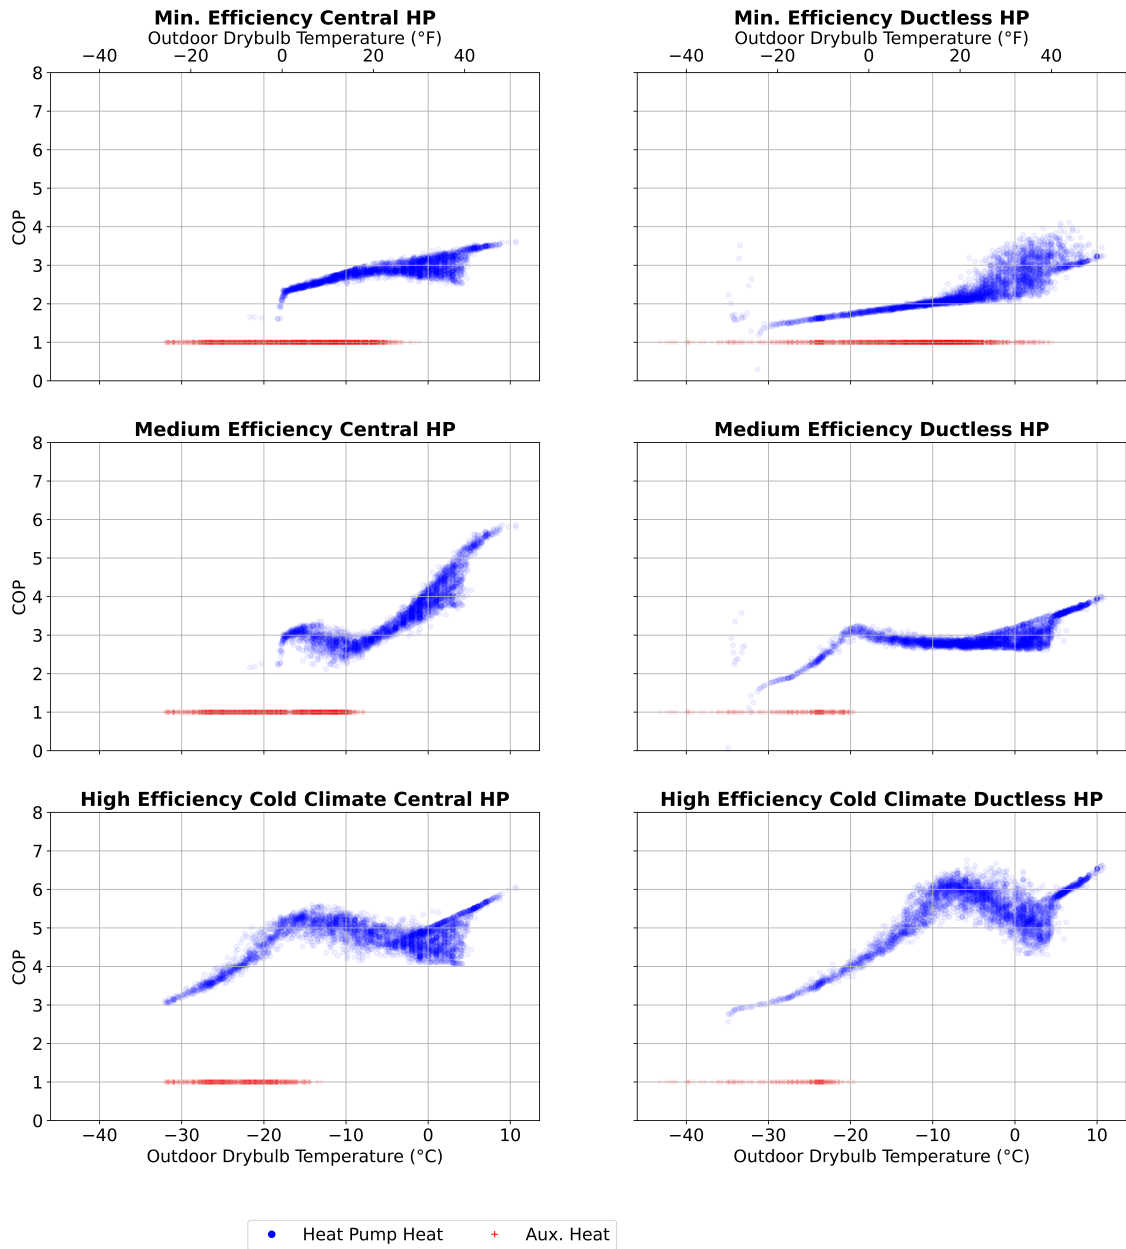 Min. Efficiency Central HP
Outdoor Drybulb Temperature (°F)
−40 −20 0 20 40
8
7
6
5
4
3
2
1
0
COP
Min. Efficiency Ductless HP
Outdoor Drybulb Temperature (°F)
−40 −20 0 20 40
Medium Efficiency Central HP
8
7
6
5
4
3
2
1
0
COP
Medium Efficiency Ductless HP
High Efficiency Cold Climate Central HP
8
7
6
5
4
3
2
1
0
COP
−40 −30 −20 −10 0 10
Outdoor Drybulb Temperature (°C)
High Efficiency Cold Climate Ductless HP
−40 −30 −20 −10 0 10
Outdoor Drybulb Temperature (°C)
Heat Pump Heat
Aux. Heat